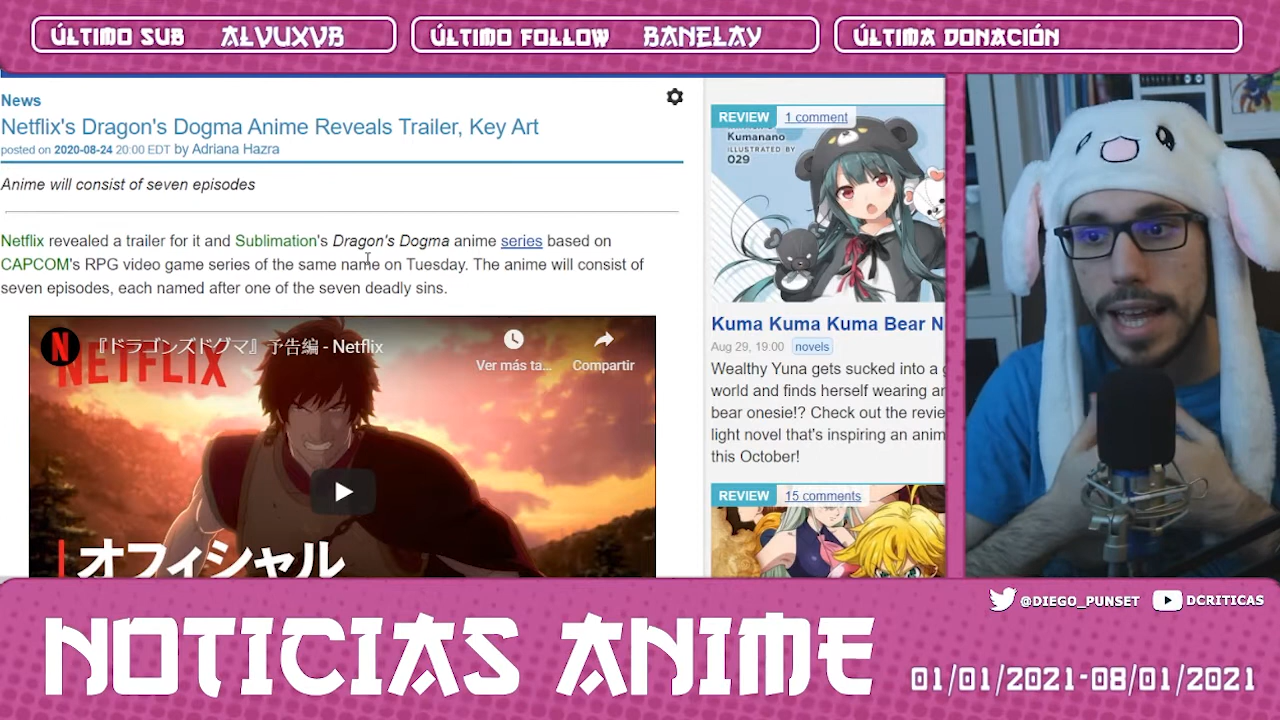 ÚLTIMO SUB ALVUXVB
ÚLTIMO FOLLOW BANELAY
ÚLTIMA DONACIÓN
News
Netflix's Dragon's Dogma Anime Reveals Trailer, Key Art
posted on 2020-08-24 20:00 EDT by Adriana Hazra
Anime will consist of seven episodes
Netflix revealed a trailer for it and Sublimation's Dragon's Dogma anime series based on
CAPCOM's RPG video game series of the same name on Tuesday. The anime will consist of
seven episodes, each named after one of the seven deadly sins.
N
『ドラゴンズドグマ』予告編 - Netflix
NETFLIX
Ver más ta...
Compartir
オフィシャル
REVIEW 1 comment
Kumanano
ILLUSTRATED BY
029
Kuma Kuma Kuma Bear N
Aug 29, 19:00 novels
Wealthy Yuna gets sucked into a
world and finds herself wearing
bear onesie!? Check out the
light novel that's inspiring an
this October!
REVIEW 15 comments
@DIEGO_PUNSET
DCRITICAS
NOTICIAS ANIME
01/01/2021-08/01/2021